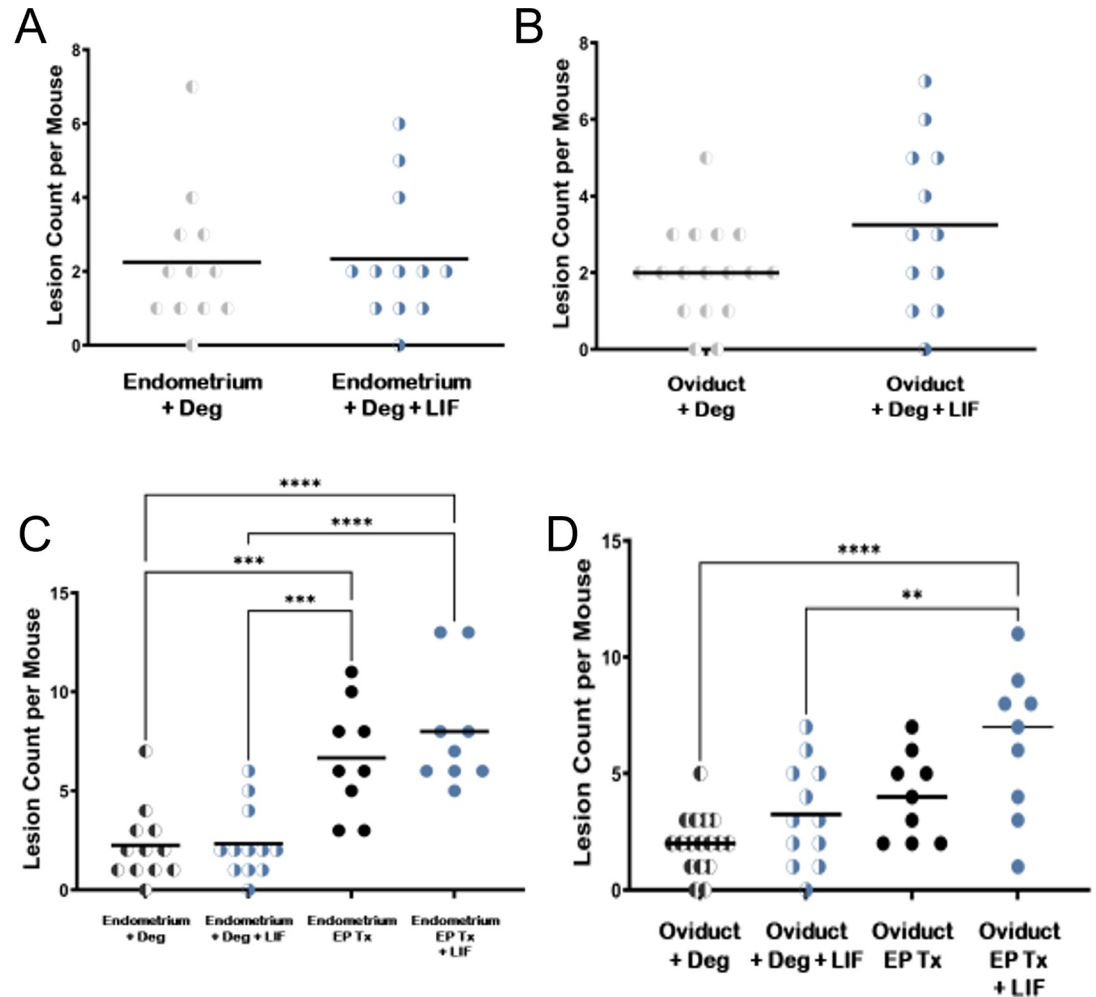 A
Lesion Count per Mouse
8
6
4
2
0
Endometrium
+ Deg
Endometrium
+ Deg + LIF
B
Lesion Count per Mouse
8
6
4
2
0
Oviduct
+ Deg
Oviduct
+ Deg + LIF
C
Lesion Count per Mouse
15
10
5
0
****
****
***
***
Endometrium
+ Deg
Endometrium
+ Deg + LIF
Endometrium
EP Tx
Endometrium
EP Tx
+ LIF
D
Lesion Count per Mouse
15
10
5
0
****
**
Oviduct
+ Deg
Oviduct
+ Deg + LIF
Oviduct
EP Tx
Oviduct
EP Tx
+ LIF